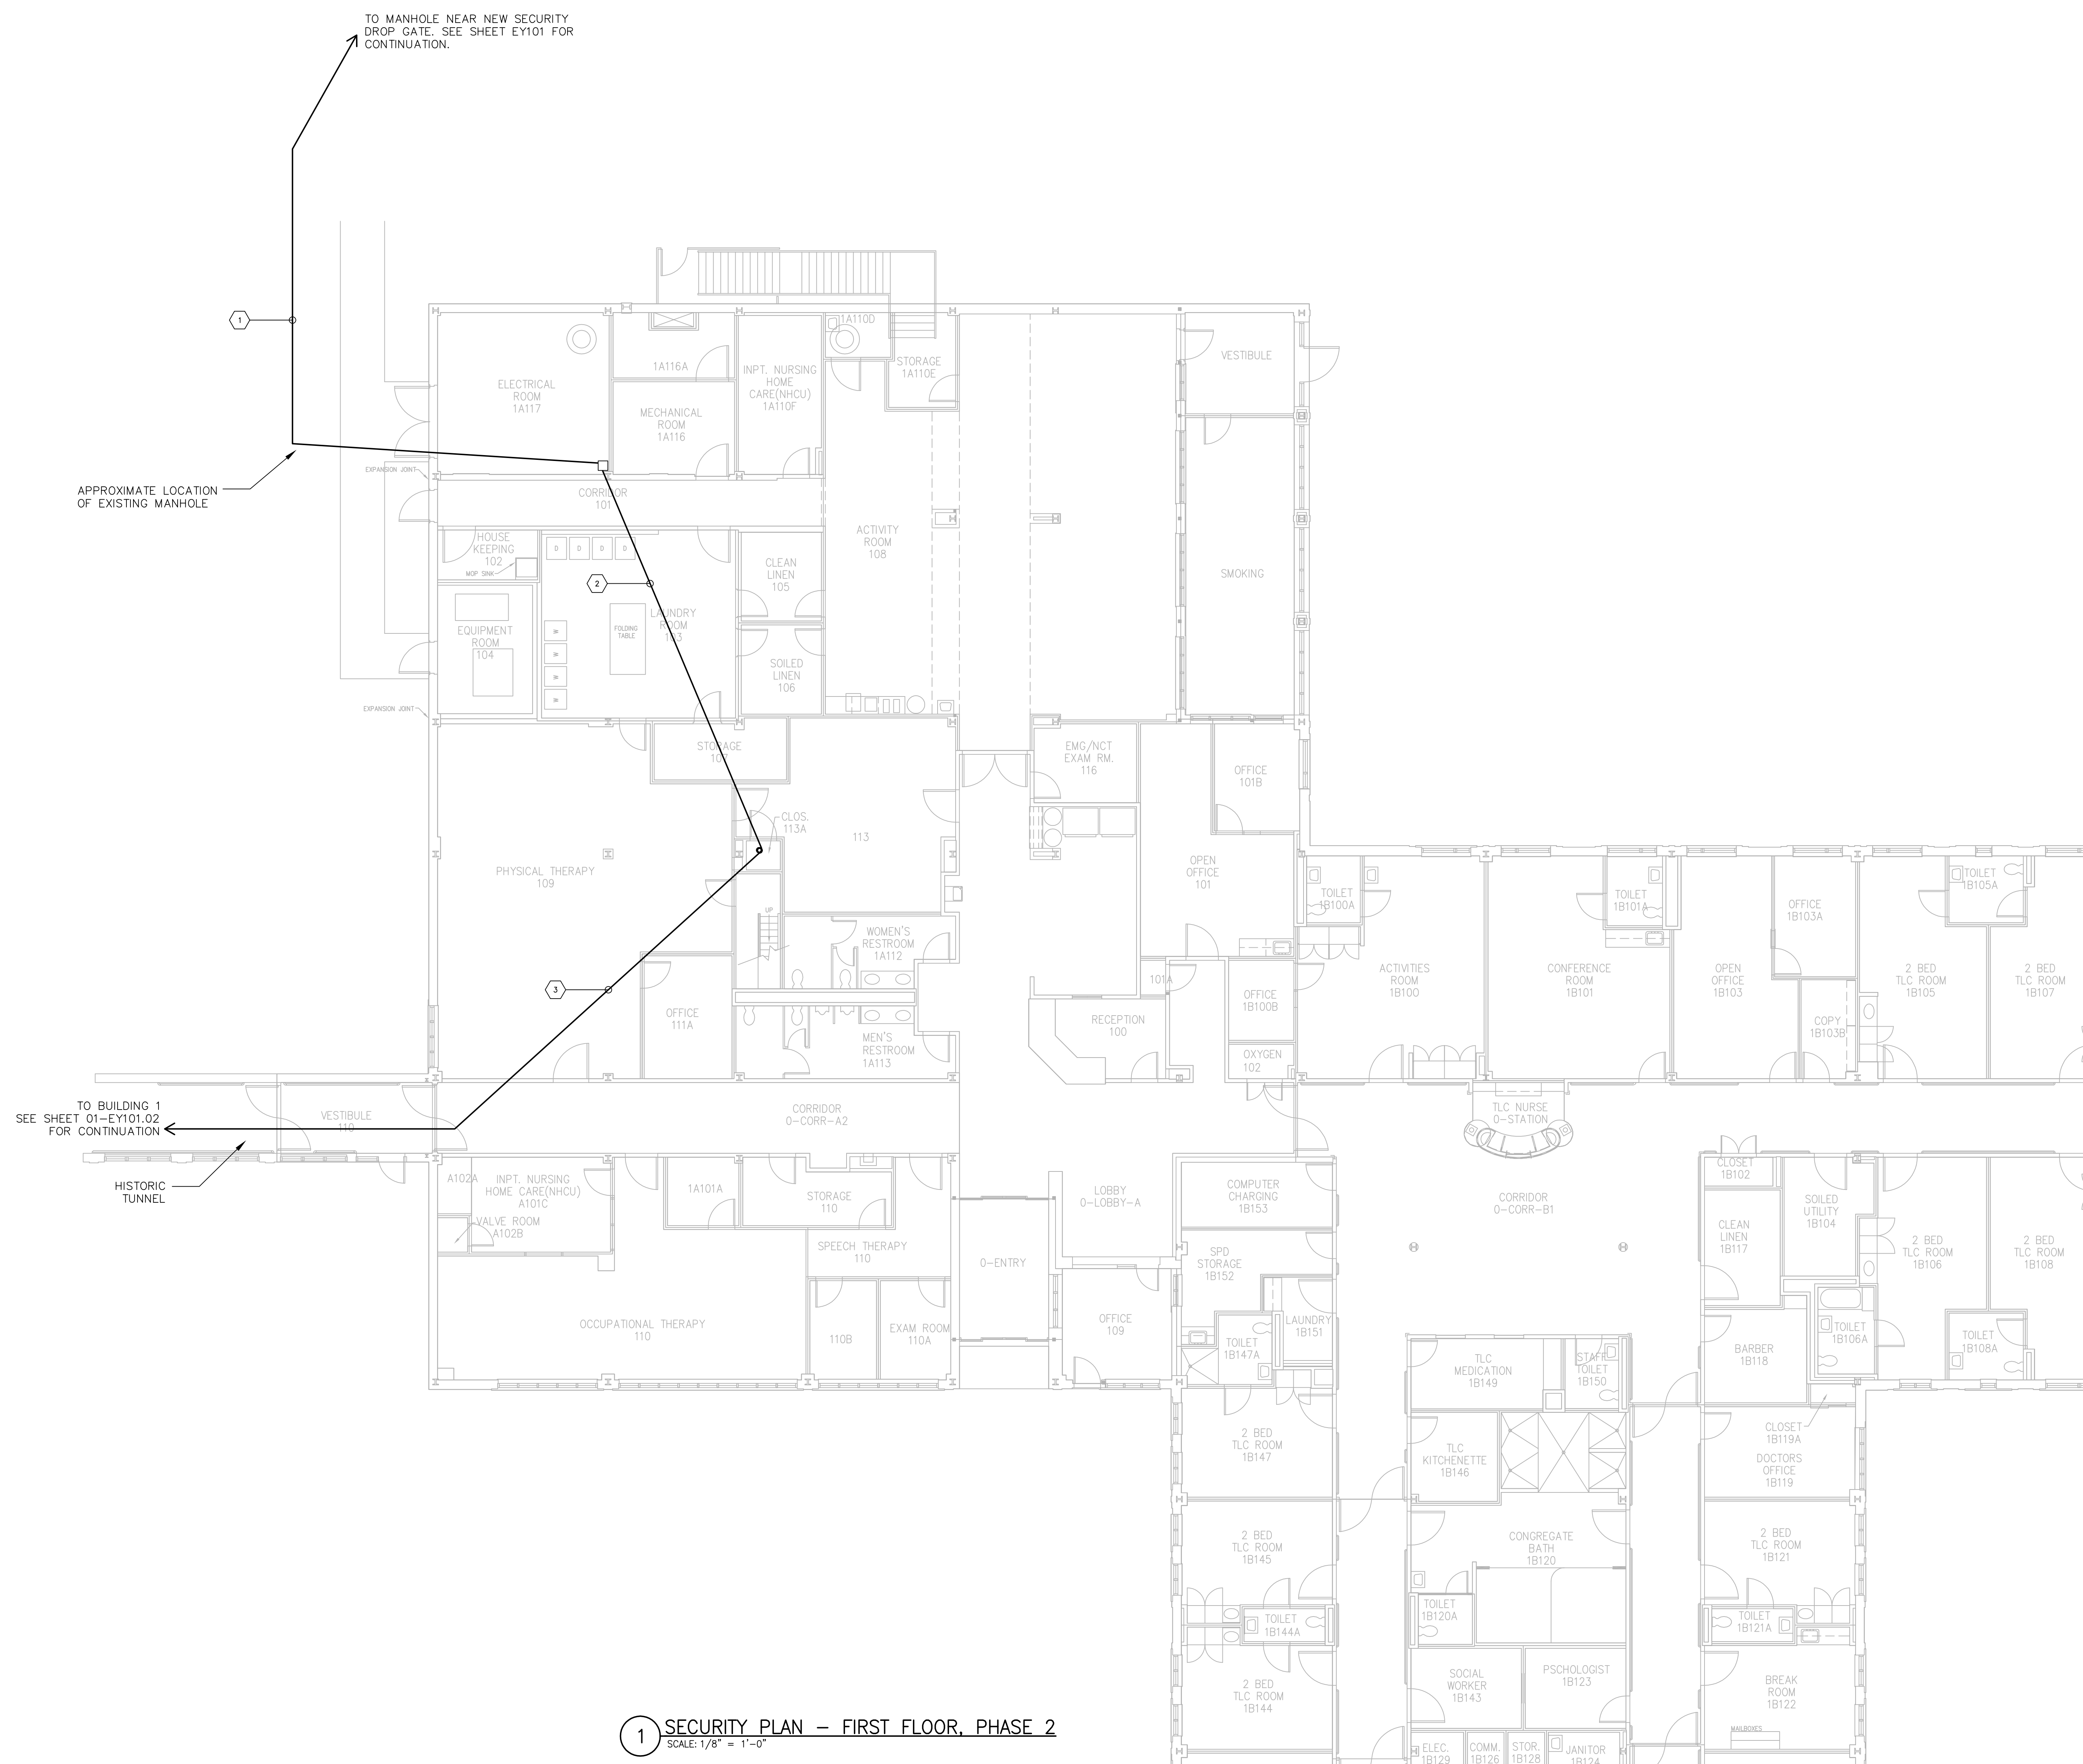 TO MANHOLE NEAR NEW SECURITY
DROP GATE. SEE SHEET EY101 FOR
CONTINUATION.
1
APPROXIMATE LOCATION
OF EXISTING MANHOLE
ELECTRICAL
ROOM
1A117
1A116A
MECHANICAL
ROOM
1A116
INPT. NURSING
HOME
CARE(NHCU)
1A110F
1A110D
STORAGE
1A110E
VESTIBULE
EXPANSION JOINT
CORRIDOR
101
HOUSE
KEEPING
102
MOP SINK
D
D
D
D
2
CLEAN
LINEN
105
ACTIVITY
ROOM
108
SMOKING
EQUIPMENT
ROOM
104
W
W
W
W
FOLDING
TABLE
LAUNDRY
ROOM
103
SOILED
LINEN
106
EXPANSION JOINT
STORAGE
107
EMG/NCT
EXAM RM.
116
OFFICE
101B
CLOS.
113A
113
PHYSICAL THERAPY
109
OPEN
OFFICE
101
UP
WOMEN'S
RESTROOM
1A112
3
OFFICE
111A
MEN'S
RESTROOM
1A113
101A
RECEPTION
100
OFFICE
1B100B
OXYGEN
102
TOILET
1B100A
ACTIVITIES
ROOM
1B100
CONFERENCE
ROOM
1B101
TOILET
1B101A
OPEN
OFFICE
1B103
OFFICE
1B103A
COPY
1B103B
2 BED
TLC ROOM
1B105
TOILET
1B105A
2 BED
TLC ROOM
1B107
TO BUILDING 1
SEE SHEET 01-EY101.02
FOR CONTINUATION
VESTIBULE
110
CORRIDOR
0-CORR-A2
TLC NURSE
0-STATION
HISTORIC
TUNNEL
A102A
INPT. NURSING
HOME CARE(NHCU)
A101C
VALVE ROOM
A102B
1A101A
STORAGE
110
SPEECH THERAPY
110
OCCUPATIONAL THERAPY
110
110B
EXAM ROOM
110A
0-ENTRY
LOBBY
0-LOBBY-A
OFFICE
109
COMPUTER
CHARGING
1B153
SPD
STORAGE
1B152
LAUNDRY
1B151
TOILET
1B147A
CORRIDOR
0-CORR-B1
CLOSET
1B102
SOILED
UTILITY
1B104
CLEAN
LINEN
1B117
2 BED
TLC ROOM
1B106
2 BED
TLC ROOM
1B108
TOILET
1B106A
TOILET
1B108A
BARBER
1B118
TLC
MEDICATION
1B149
STAFF
TOILET
1B150
2 BED
TLC ROOM
1B147
TLC
KITCHENETTE
1B146
CLOSET
1B119A
DOCTORS
OFFICE
1B119
2 BED
TLC ROOM
1B145
CONGREGATE
BATH
1B120
2 BED
TLC ROOM
1B121
TOILET
1B144A
TOILET
1B120A
TOILET
1B121A
2 BED
TLC ROOM
1B144
SOCIAL
WORKER
1B143
PSCHOLOGIST
1B123
BREAK
ROOM
1B122
MAILBOXES
ELEC.
1B129
COMM.
1B126
STOR.
1B128
JANITOR
1B124
1
SECURITY PLAN – FIRST FLOOR, PHASE 2
SCALE: 1/8" = 1'-0"